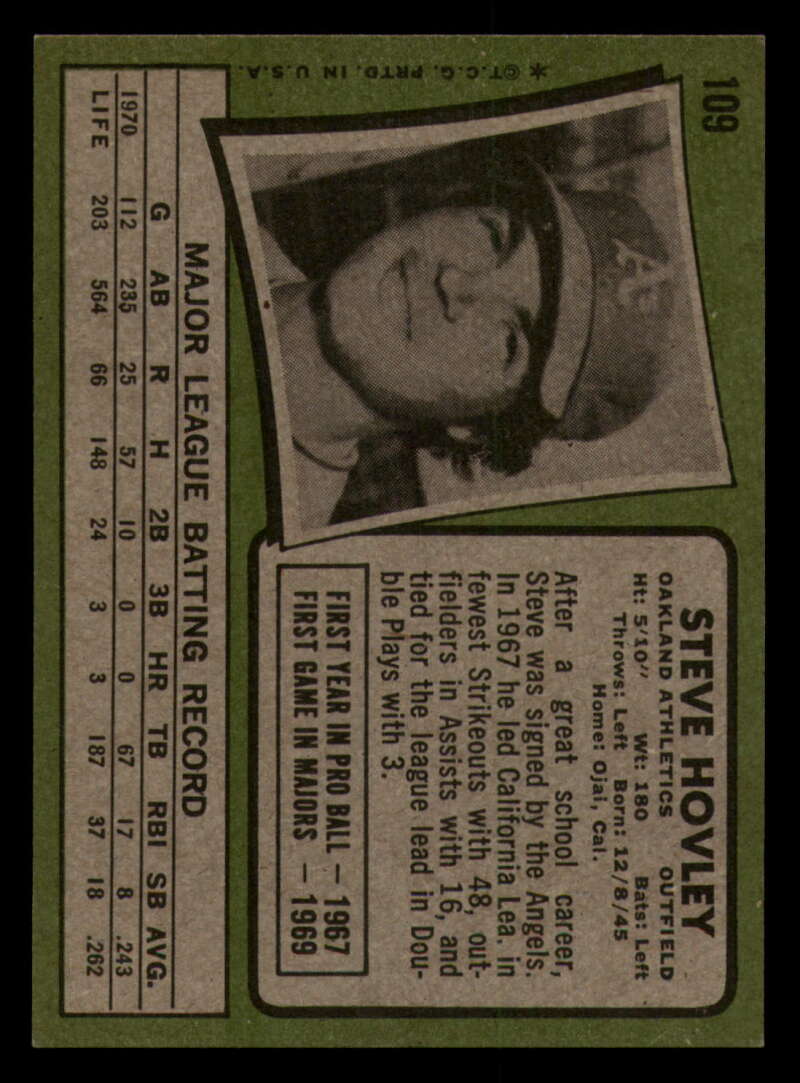 109
STEVE HOVLEY
OAKLAND ATHLETICS OUTFIELD
Ht: 5/10" Wt: 180 Bats: Left
Throws: Left Born: 12/8/45
Home: Ojai, Cal.
After a great school career,
Steve was signed by the Angels.
In 1967 he led California Lea. in
fewest Strikeouts with 48, out-
fielders in Assists with 16, and
tied for the league lead in Dou-
ble Plays with 3.
FIRST YEAR IN PRO BALL — 1967
FIRST GAME IN MAJORS — 1969
A's
MAJOR LEAGUE BATTING RECORD
G AB R H 2B 3B HR TB RBI SB AVG.
1970 112 235 25 57 10 0 0 67 17 8 .243
LIFE 203 564 66 148 24 3 3 187 37 18 .262
✻©T.C.G. PRTD. IN U.S.A.